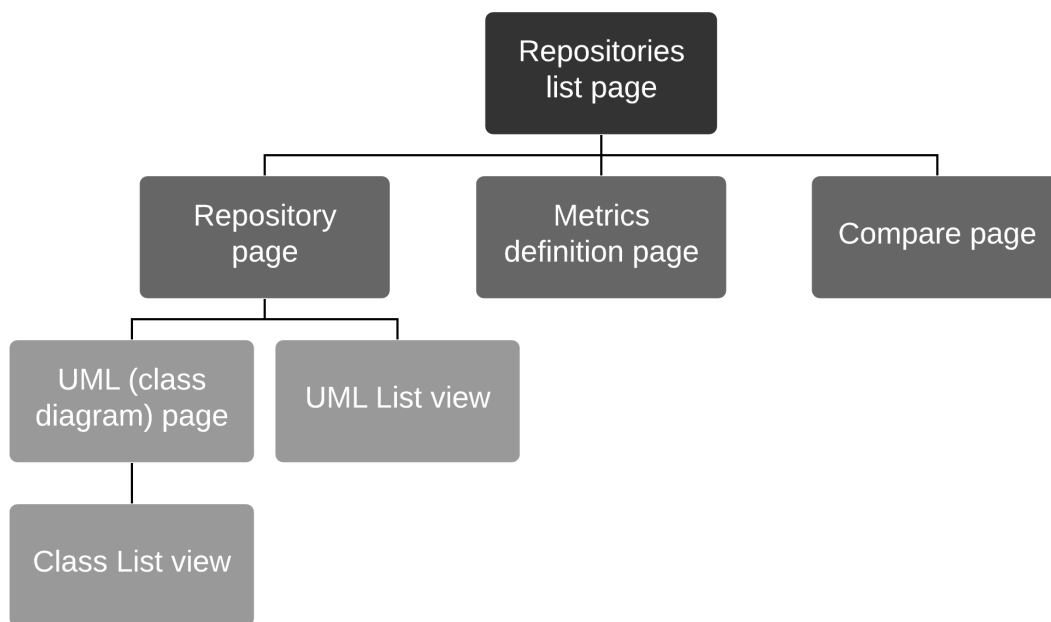 Repositories
list page
Repository
page
Metrics
definition page
Compare page
UML (class
diagram) page
UML List view
Class List view